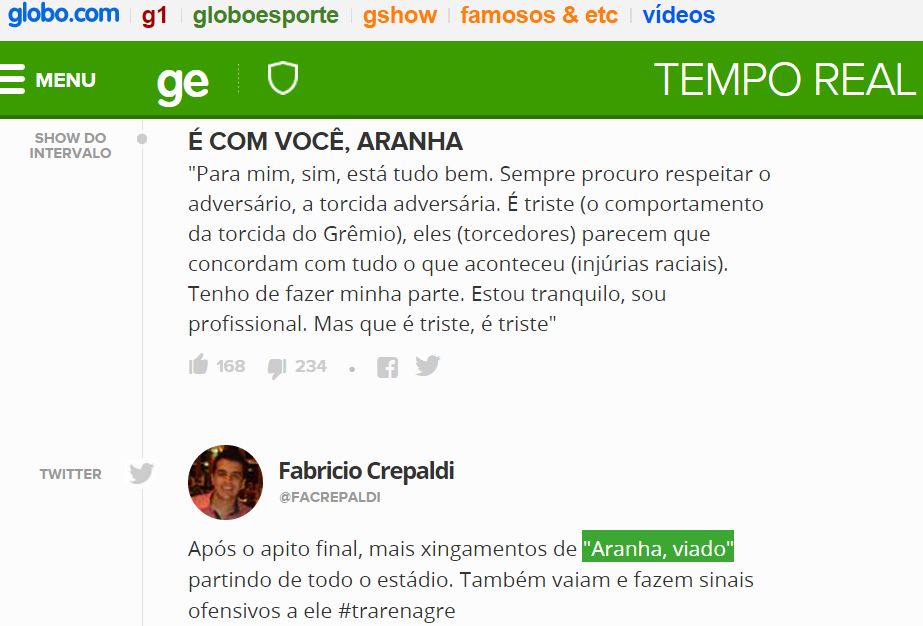 globo.com g1 globoesporte gshow famosos & etc vídeos
MENU ge TEMPO REAL
SHOW DO
INTERVALO
É COM VOCÊ, ARANHA
"Para mim, sim, está tudo bem. Sempre procuro respeitar o
adversário, a torcida adversária. É triste (o comportamento
da torcida do Grêmio), eles (torcedores) parecem que
concordam com tudo o que aconteceu (injúrias raciais).
Tenho de fazer minha parte. Estou tranquilo, sou
profissional. Mas que é triste, é triste"
168 234
TWITTER
Fabricio Crepaldi
@FACREPALDI
Após o apito final, mais xingamentos de "Aranha, viado"
partindo de todo o estádio. Também vaiam e fazem sinais
ofensivos a ele #trarenagre